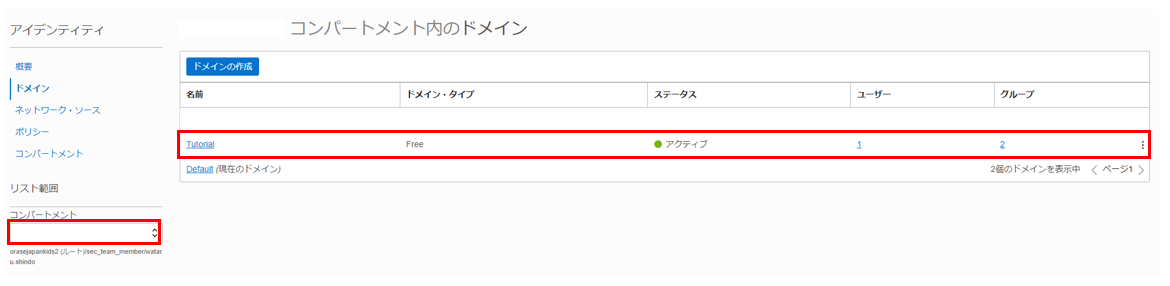 アイデンティティ
概要
ドメイン
ネットワーク・ソース
ポリシー
コンパートメント
リスト範囲
コンパートメント
orasejapankids2 (ルート)/sec_team_member/watar
u.shindo
コンパートメント内のドメイン
ドメインの作成
名前 ドメイン・タイプ ステータス ユーザー グループ
Tutorial Free アクティブ 1 2
Default (現在のドメイン) 2個のドメインを表示中 ページ1